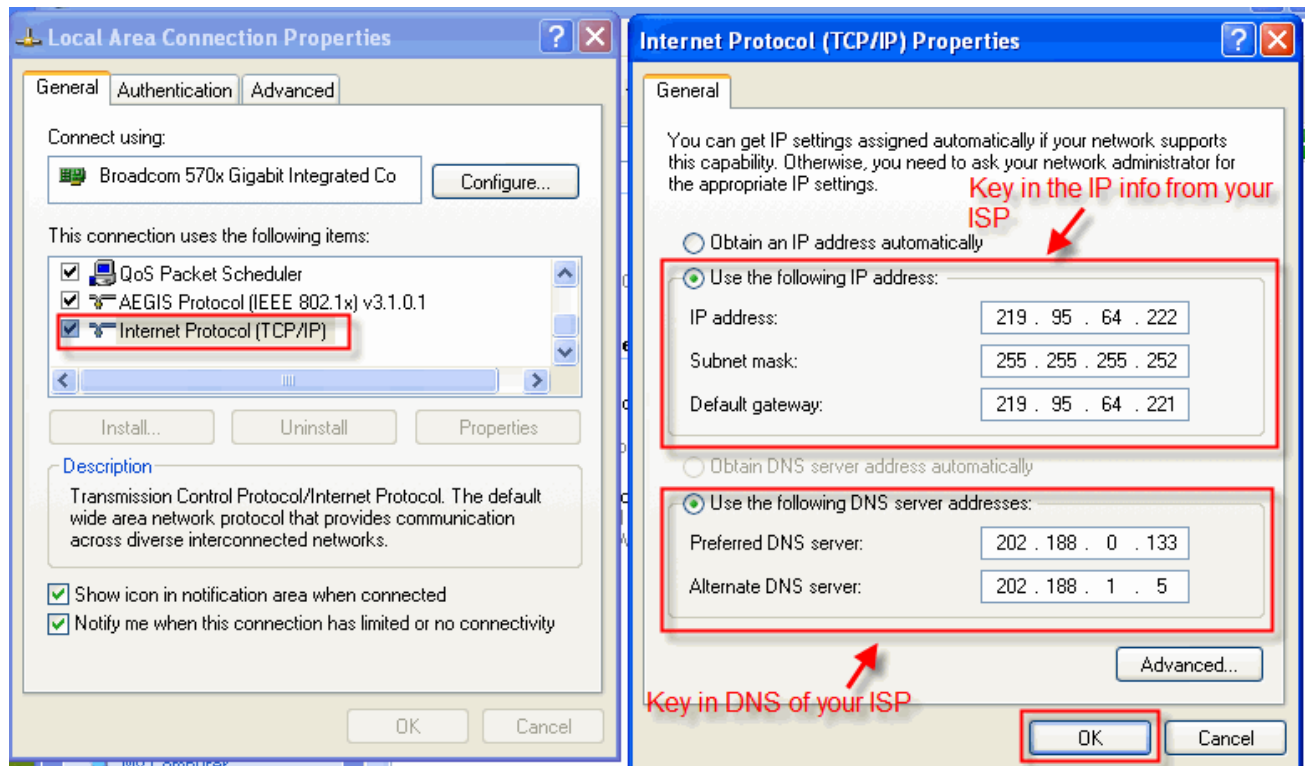 Local Area Connection Properties
General
Authentication
Advanced
Connect using:
Broadcom 570x Gigabit Integrated Co
Configure...
This connection uses the following items:
QoS Packet Scheduler
AEGIS Protocol (IEEE 802.1x) v3.1.0.1
Internet Protocol (TCP/IP)
Install...
Uninstall
Properties
Description
Transmission Control Protocol/Internet Protocol. The default
wide area network protocol that provides communication
across diverse interconnected networks.
Show icon in notification area when connected
Notify me when this connection has limited or no connectivity
OK
Cancel
My Computer
Internet Protocol (TCP/IP) Properties
General
You can get IP settings assigned automatically if your network supports
this capability. Otherwise, you need to ask your network administrator for
the appropriate IP settings.
Key in the IP info from your
ISP
Obtain an IP address automatically
Use the following IP address:
IP address:
219 . 95 . 64 . 222
Subnet mask:
255 . 255 . 255 . 252
Default gateway:
219 . 95 . 64 . 221
Obtain DNS server address automatically
Use the following DNS server addresses:
Preferred DNS server:
202 . 188 . 0 . 133
Alternate DNS server:
202 . 188 . 1 . 5
Advanced...
Key in DNS of your ISP
OK
Cancel